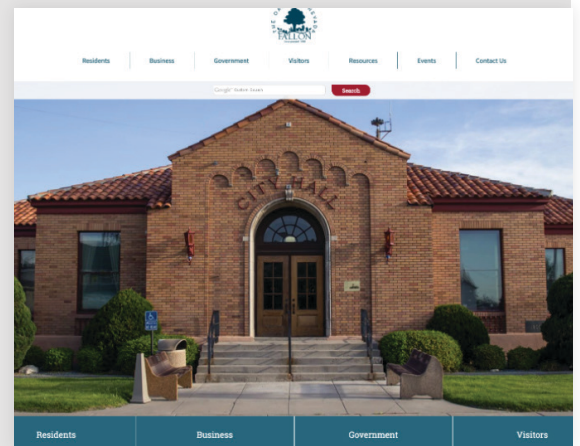 FALLON
Residents Business Government Visitors Resources Events Contact Us
Search
CITY HALL
Residents Business Government Visitors